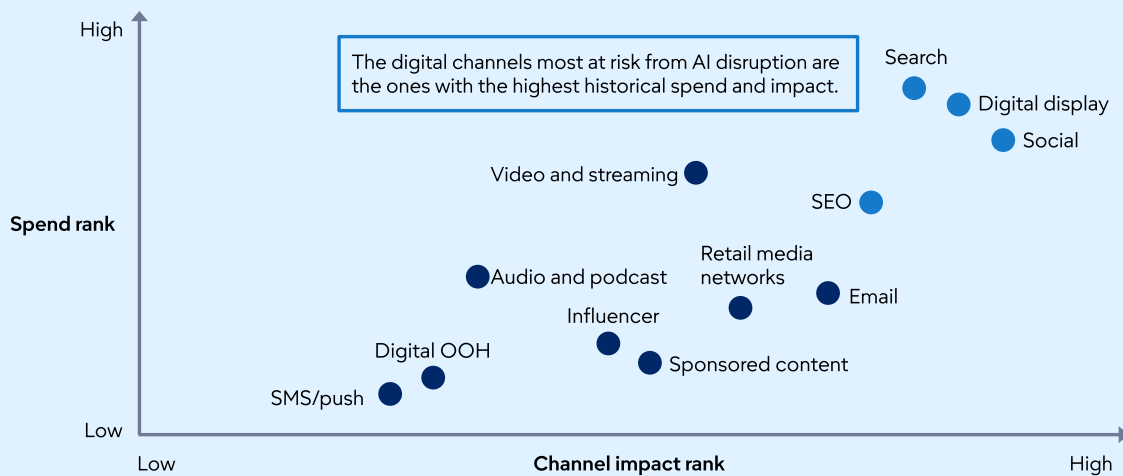 High
The digital channels most at risk from AI disruption are
the ones with the highest historical spend and impact.
Search
Digital display
Social
Video and streaming
SEO
Spend rank
Retail media
networks
Audio and podcast
Email
Influencer
Digital OOH
Sponsored content
SMS/push
Low
Low
Channel impact rank
High